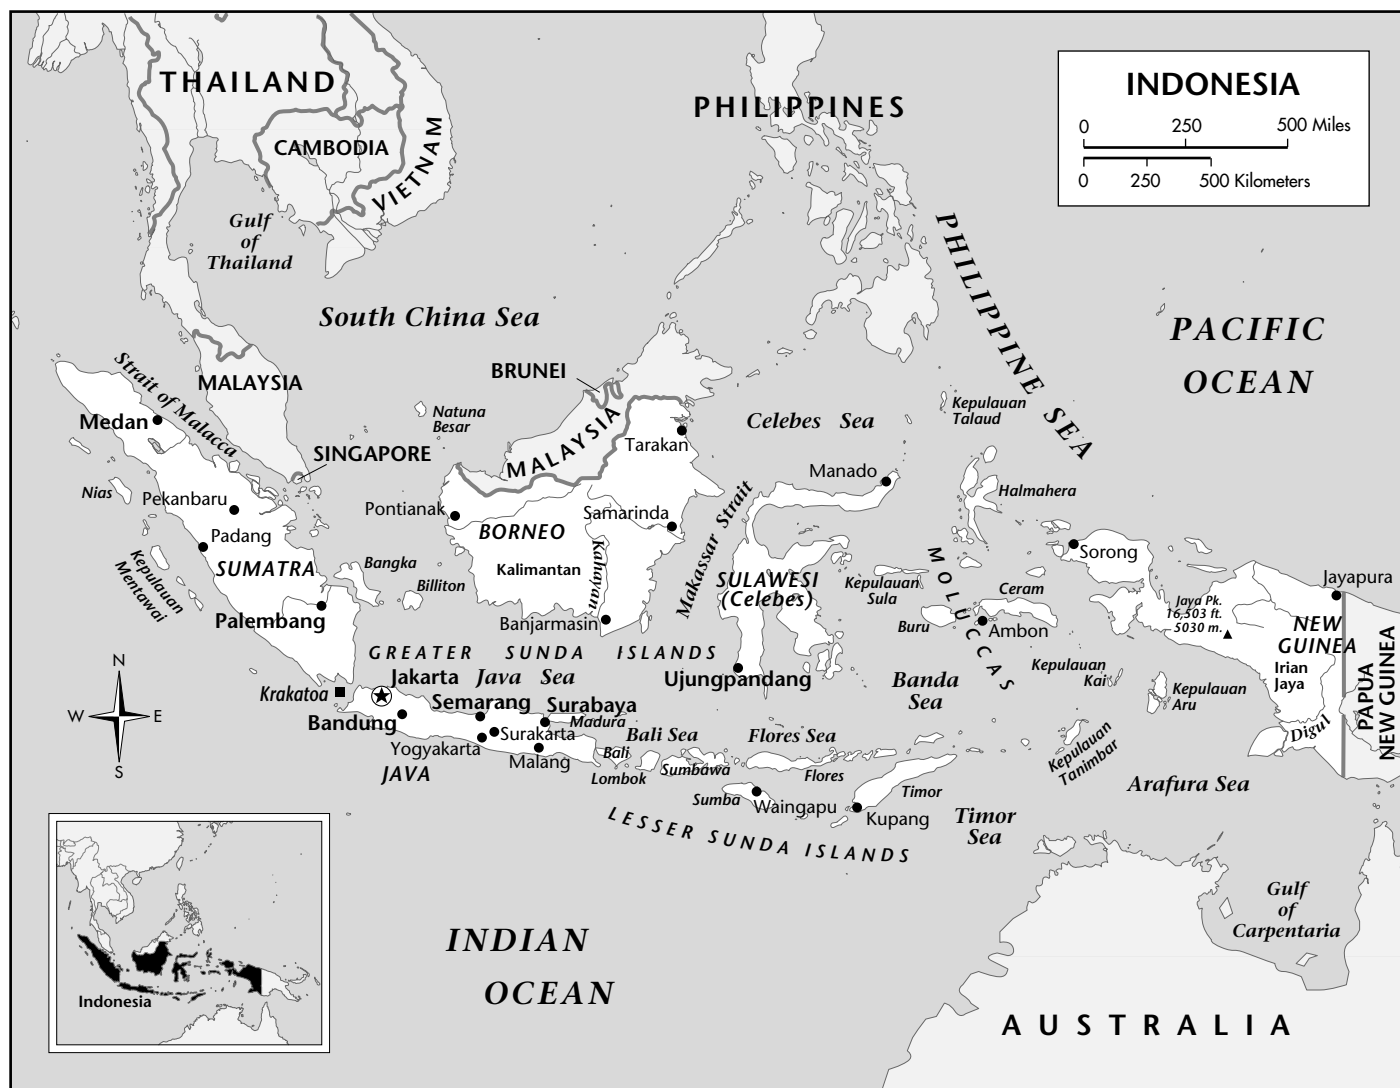 THAILAND
CAMBODIA
VIETNAM
Gulf
of
Thailand
PHILIPPINES
INDONESIA
0 250 500 Miles
0 250 500 Kilometers
PHILIPPINE SEA
South China Sea
PACIFIC
OCEAN
MALAYSIA
Strait of Malacca
BRUNEI
MALAYSIA
Natuna
Besar
Celebes Sea
Kepulauan
Talaud
Medan
SINGAPORE
Tarakan
Manado
Halmahera
Nias
Pekanbaru
Pontianak
Samarinda
Makassar Strait
Padang
BORNEO
Kahayan
MOLUCCAS
Sorong
Kepulauan
Mentawai
SUMATRA
Bangka
Billiton
Kalimantan
SULAWESI
(Celebes)
Kepulauan
Sula
Ceram
Jayapura
Palembang
Banjarmasin
Buru
Ambon
Jaya Pk.
16,503 ft.
5030 m.
NEW
GUINEA
GREATER SUNDA ISLANDS
Irian
Jaya
PAPUA
NEW GUINEA
Krakatoa
Jakarta
Java Sea
Ujungpandang
Banda
Sea
Kepulauan
Kai
Kepulauan
Aru
Bandung
Semarang
Surabaya
Madura
Yogyakarta
Surakarta
Malang
JAVA
Bali Sea
Flores Sea
Bali
Lombok
Sumbawa
Flores
Kepulauan
Tanimbar
Digul
Sumba
Waingapu
Timor
Kupang
Timor
Sea
Arafura Sea
LESSER SUNDA ISLANDS
N
W E
S
Gulf
of
Carpentaria
INDIAN
OCEAN
AUSTRALIA
Indonesia